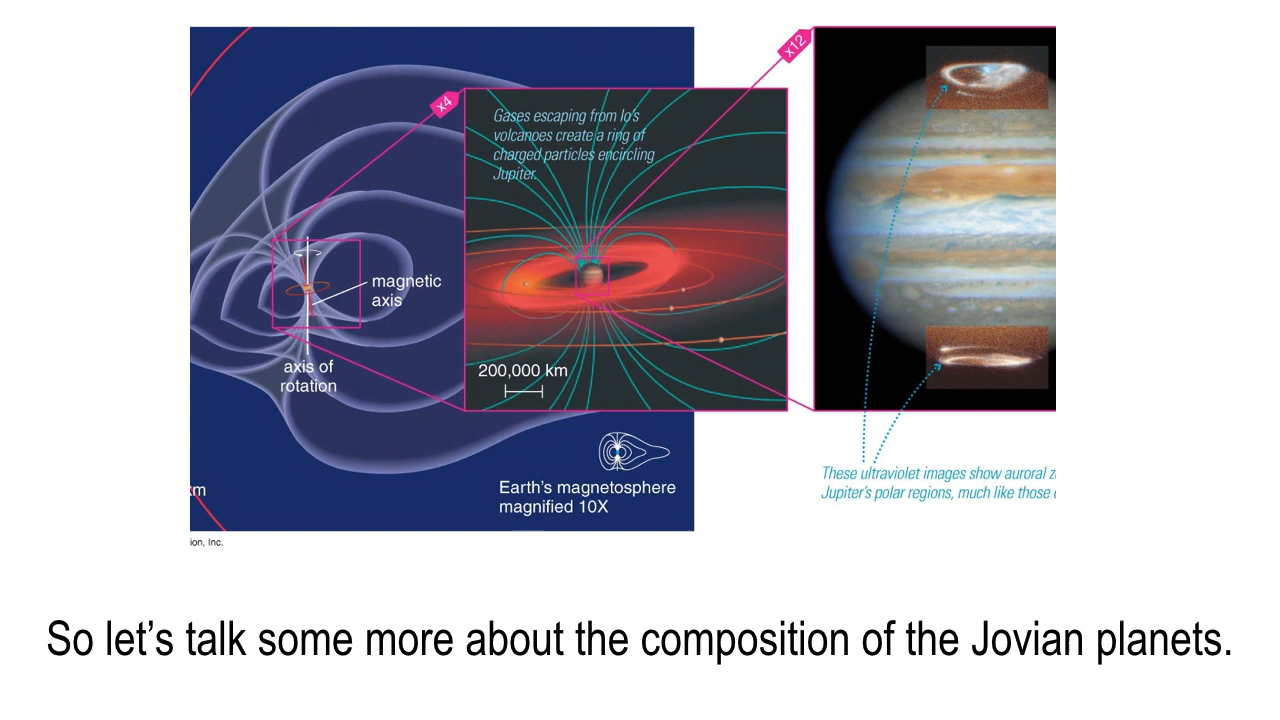 x12
x4
Gases escaping from Io's
volcanoes create a ring of
charged particles encircling
Jupiter.
magnetic
axis
axis of
rotation
200,000 km
These ultraviolet images show auroral
Jupiter's polar regions, much like those
km
Earth's magnetosphere
magnified 10X
ion, Inc.
So let’s talk some more about the composition of the Jovian planets.